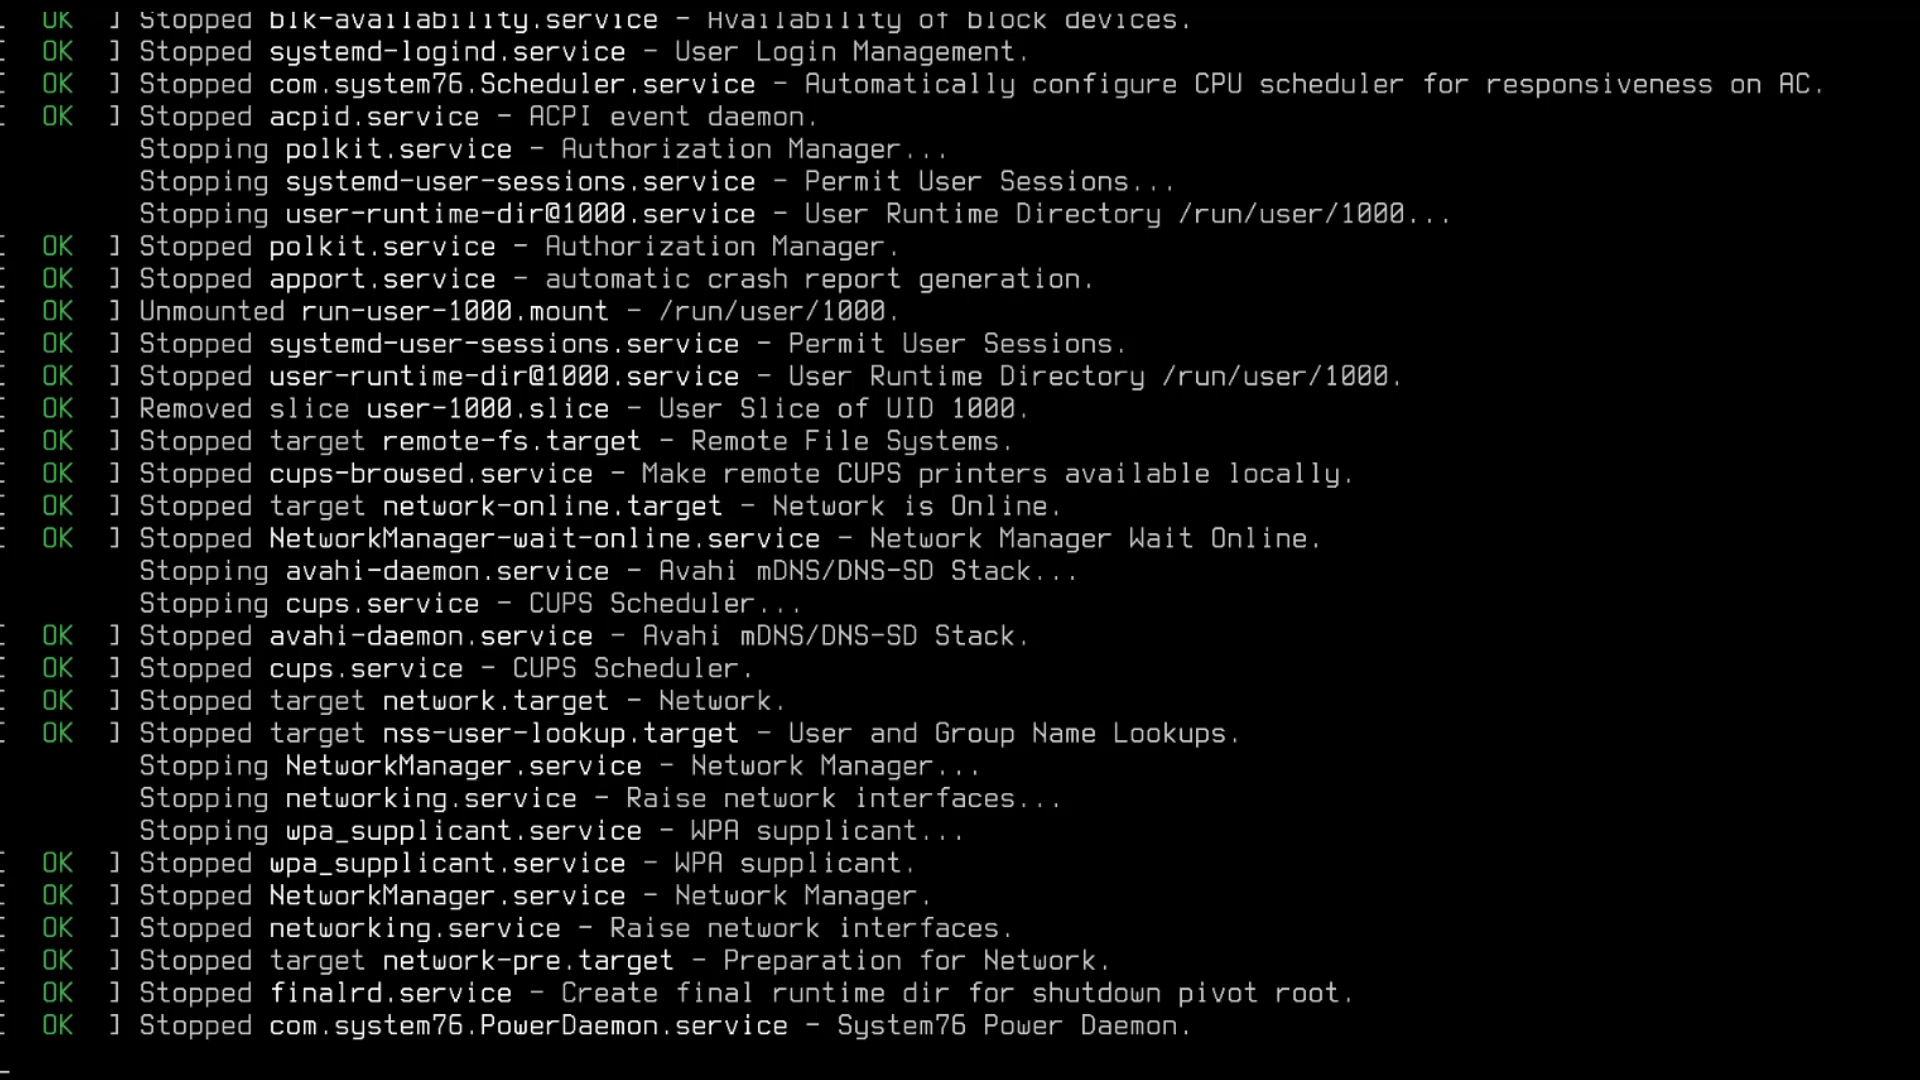 [ OK ] Stopped blk-availability.service - Availability of block devices.
[ OK ] Stopped systemd-logind.service - User Login Management.
[ OK ] Stopped com.system76.Scheduler.service - Automatically configure CPU scheduler for responsiveness on AC.
[ OK ] Stopped acpid.service - ACPI event daemon.
Stopping polkit.service - Authorization Manager...
Stopping systemd-user-sessions.service - Permit User Sessions...
Stopping user-runtime-dir@1000.service - User Runtime Directory /run/user/1000...
[ OK ] Stopped polkit.service - Authorization Manager.
[ OK ] Stopped apport.service - automatic crash report generation.
[ OK ] Unmounted run-user-1000.mount - /run/user/1000.
[ OK ] Stopped systemd-user-sessions.service - Permit User Sessions.
[ OK ] Stopped user-runtime-dir@1000.service - User Runtime Directory /run/user/1000.
[ OK ] Removed slice user-1000.slice - User Slice of UID 1000.
[ OK ] Stopped target remote-fs.target - Remote File Systems.
[ OK ] Stopped cups-browsed.service - Make remote CUPS printers available locally.
[ OK ] Stopped target network-online.target - Network is Online.
[ OK ] Stopped NetworkManager-wait-online.service - Network Manager Wait Online.
Stopping avahi-daemon.service - Avahi mDNS/DNS-SD Stack...
Stopping cups.service - CUPS Scheduler...
[ OK ] Stopped avahi-daemon.service - Avahi mDNS/DNS-SD Stack.
[ OK ] Stopped cups.service - CUPS Scheduler.
[ OK ] Stopped target network.target - Network.
[ OK ] Stopped target nss-user-lookup.target - User and Group Name Lookups.
Stopping NetworkManager.service - Network Manager...
Stopping networking.service - Raise network interfaces...
Stopping wpa_supplicant.service - WPA supplicant...
[ OK ] Stopped wpa_supplicant.service - WPA supplicant.
[ OK ] Stopped NetworkManager.service - Network Manager.
[ OK ] Stopped networking.service - Raise network interfaces.
[ OK ] Stopped target network-pre.target - Preparation for Network.
[ OK ] Stopped finalrd.service - Create final runtime dir for shutdown pivot root.
[ OK ] Stopped com.system76.PowerDaemon.service - System76 Power Daemon.